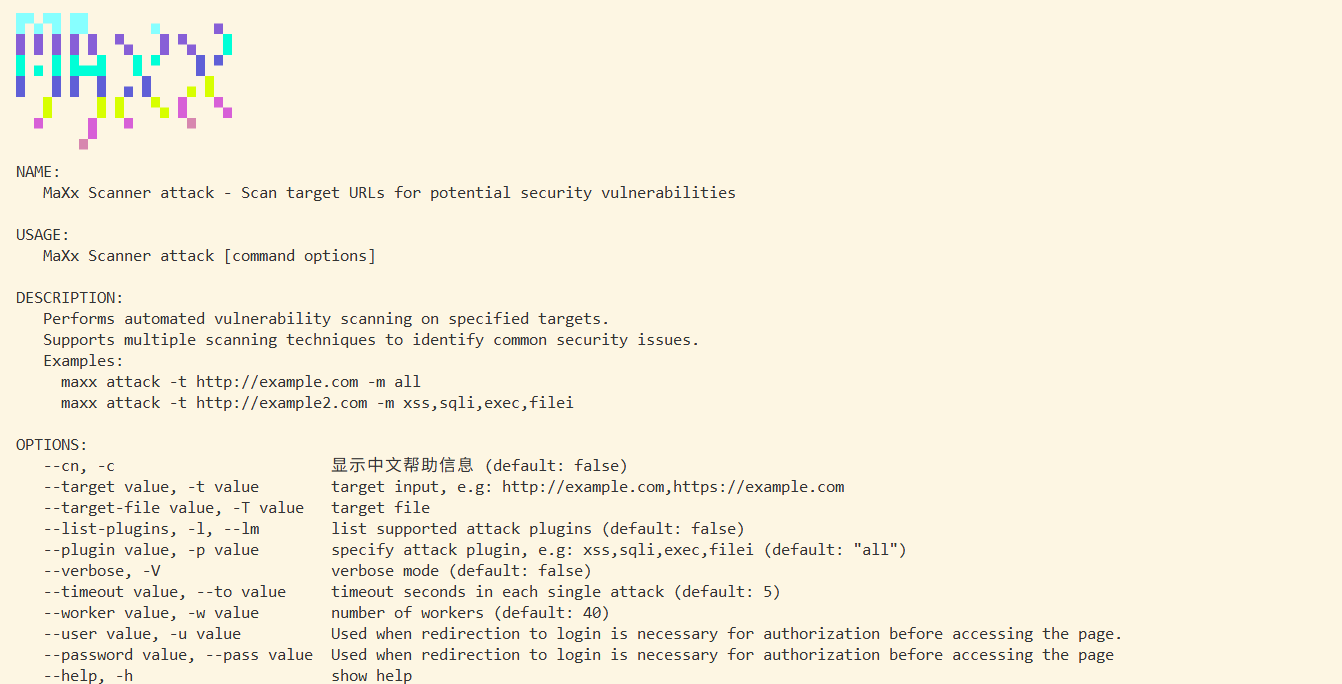 MAXX
NAME:
MaXx Scanner attack - Scan target URLs for potential security vulnerabilities
USAGE:
MaXx Scanner attack [command options]
DESCRIPTION:
Performs automated vulnerability scanning on specified targets.
Supports multiple scanning techniques to identify common security issues.
Examples:
maxx attack -t http://example.com -m all
maxx attack -t http://example2.com -m xss,sqli,exec,filei
OPTIONS:
--cn, -c 显示中文帮助信息 (default: false)
--target value, -t value target input, e.g: http://example.com,https://example.com
--target-file value, -T value target file
--list-plugins, -l, --lm list supported attack plugins (default: false)
--plugin value, -p value specify attack plugin, e.g: xss,sqli,exec,filei (default: "all")
--verbose, -V verbose mode (default: false)
--timeout value, --to value timeout seconds in each single attack (default: 5)
--worker value, -w value number of workers (default: 40)
--user value, -u value Used when redirection to login is necessary for authorization before accessing the page.
--password value, --pass value Used when redirection to login is necessary for authorization before accessing the page
--help, -h show help